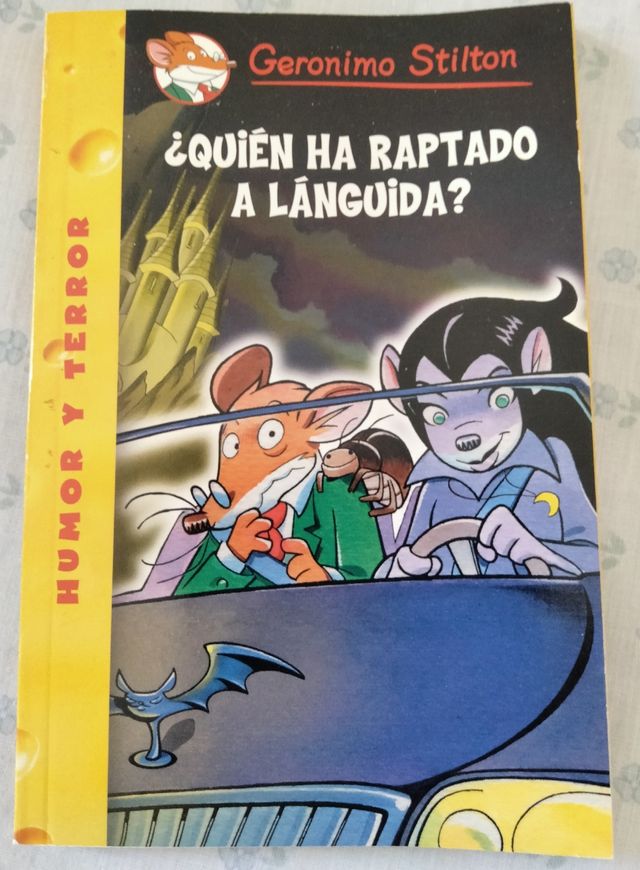 Geronimo Stilton
¿QUIÉN HA RAPTADO
A LÁNGUIDA?
HUMOR Y TERROR